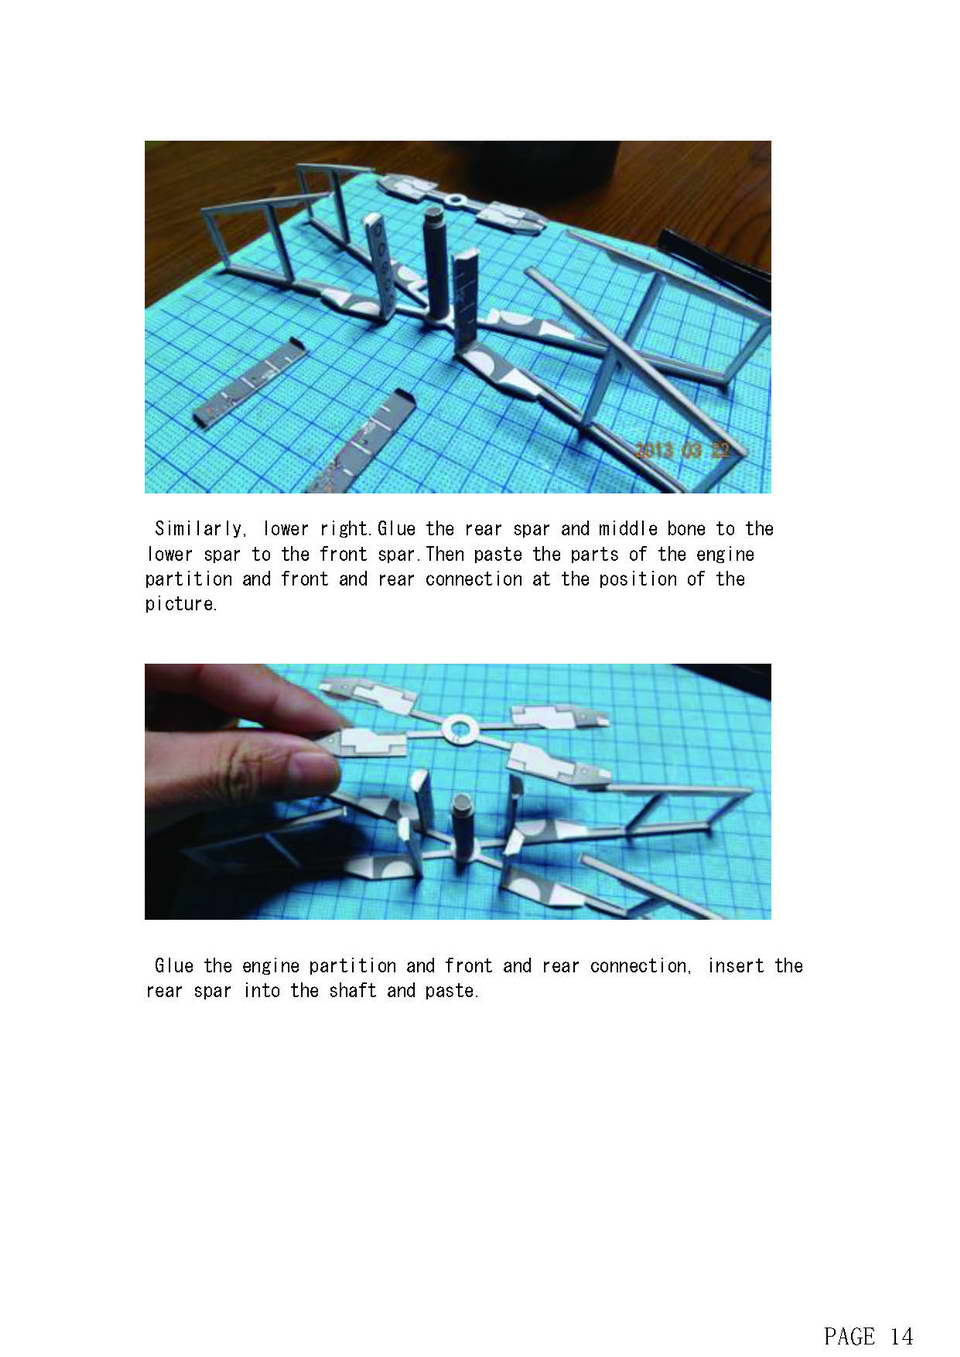 2013 03 22
Similarly, lower right.Glue the rear spar and middle bone to the
lower spar to the front spar.Then paste the parts of the engine
partition and front and rear connection at the position of the
picture.
Glue the engine partition and front and rear connection, insert the
rear spar into the shaft and paste.
PAGE 14